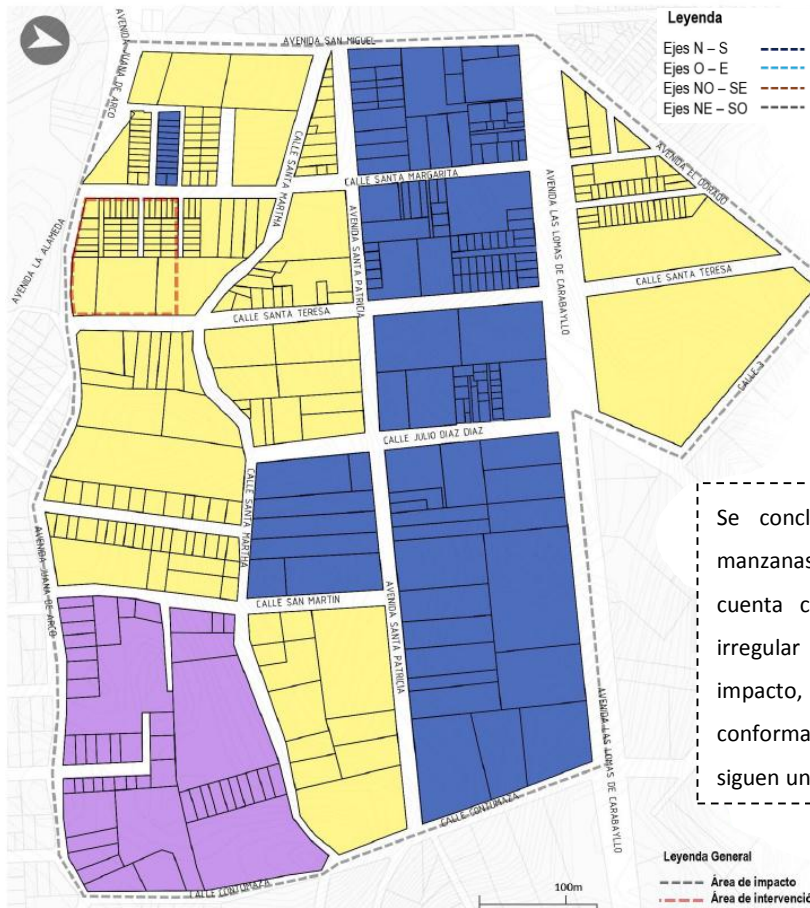 AVENIDA SAN MIGUEL
AVENIDA JUANA DE ARCO
Leyenda
Ejes N – S
Ejes O – E
Ejes NO – SE
Ejes NE – SO
CALLE SANTA MARTHA
CALLE SANTA MARGARITA
AVENIDA EL DORADO
AVENIDA LA ALAMEDA
AVENIDA SANTA PATRICIA
AVENIDA LAS LOMAS DE CARABAYLLO
CALLE SANTA TERESA
CALLE SANTA TERESA
CALLE 3
CALLE JULIO DIAZ DIAZ
CALLE SANTA MARTHA
AVENIDA JUANA DE ARCO
CALLE SAN MARTIN
AVENIDA SANTA PATRICIA
AVENIDA LAS LOMAS DE CARABAYLLO
Se concl
manzanas
cuenta c
irregular
impacto,
conforma
siguen un
CALLE CONTUMAZA
CALLE CONTUMAZA
Leyenda General
Área de impacto
Área de intervenció
100m